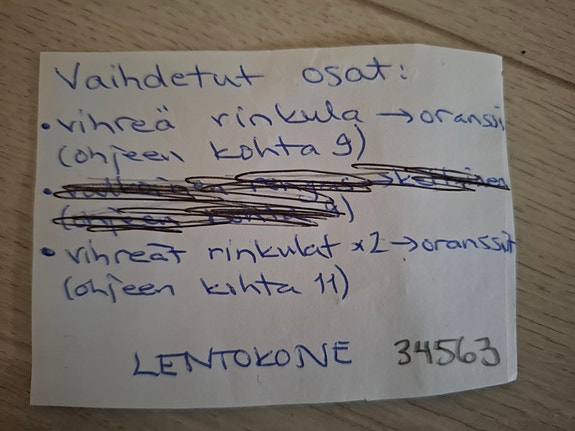 Vaihdetut osat:
• vihreä rinkula → oranssi
(ohjeen kohta 9)
• vihreät rinkulat x2 → oranssit
(ohjeen kohta 11)
LENTOKONE 34563